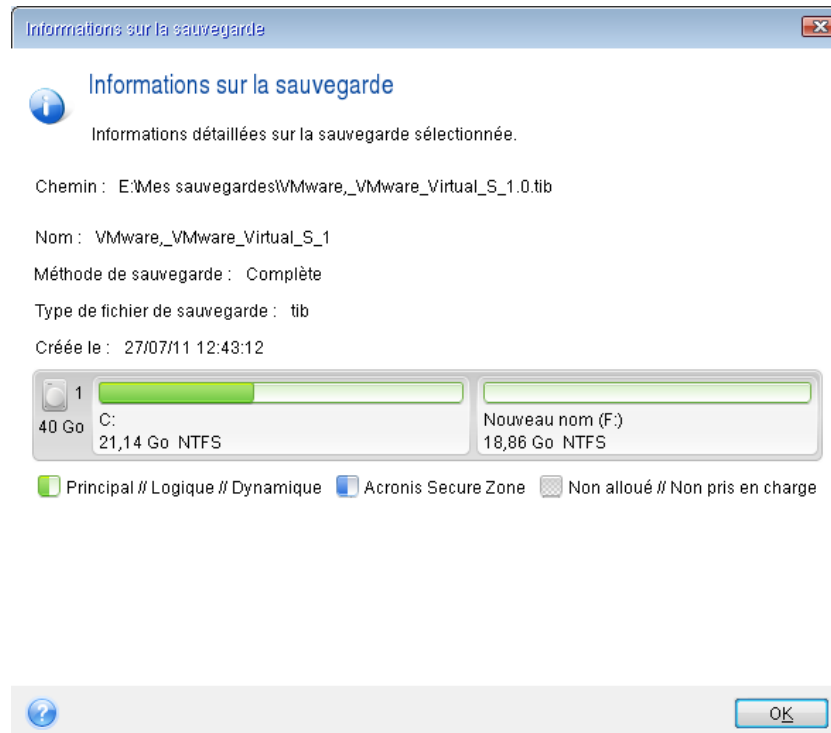 Informations sur la sauvegarde
Informations sur la sauvegarde
Informations détaillées sur la sauvegarde sélectionnée.
Chemin : E:\Mes sauvegardes\VMware,_VMware_Virtual_S_1.0.tib
Nom : VMware,_VMware_Virtual_S_1
Méthode de sauvegarde : Complète
Type de fichier de sauvegarde : tib
Créée le : 27/07/11 12:43:12
1
40 Go
C:
21,14 Go NTFS
Nouveau nom (F:)
18,86 Go NTFS
Principal // Logique // Dynamique Acronis Secure Zone Non alloué // Non pris en charge
OK